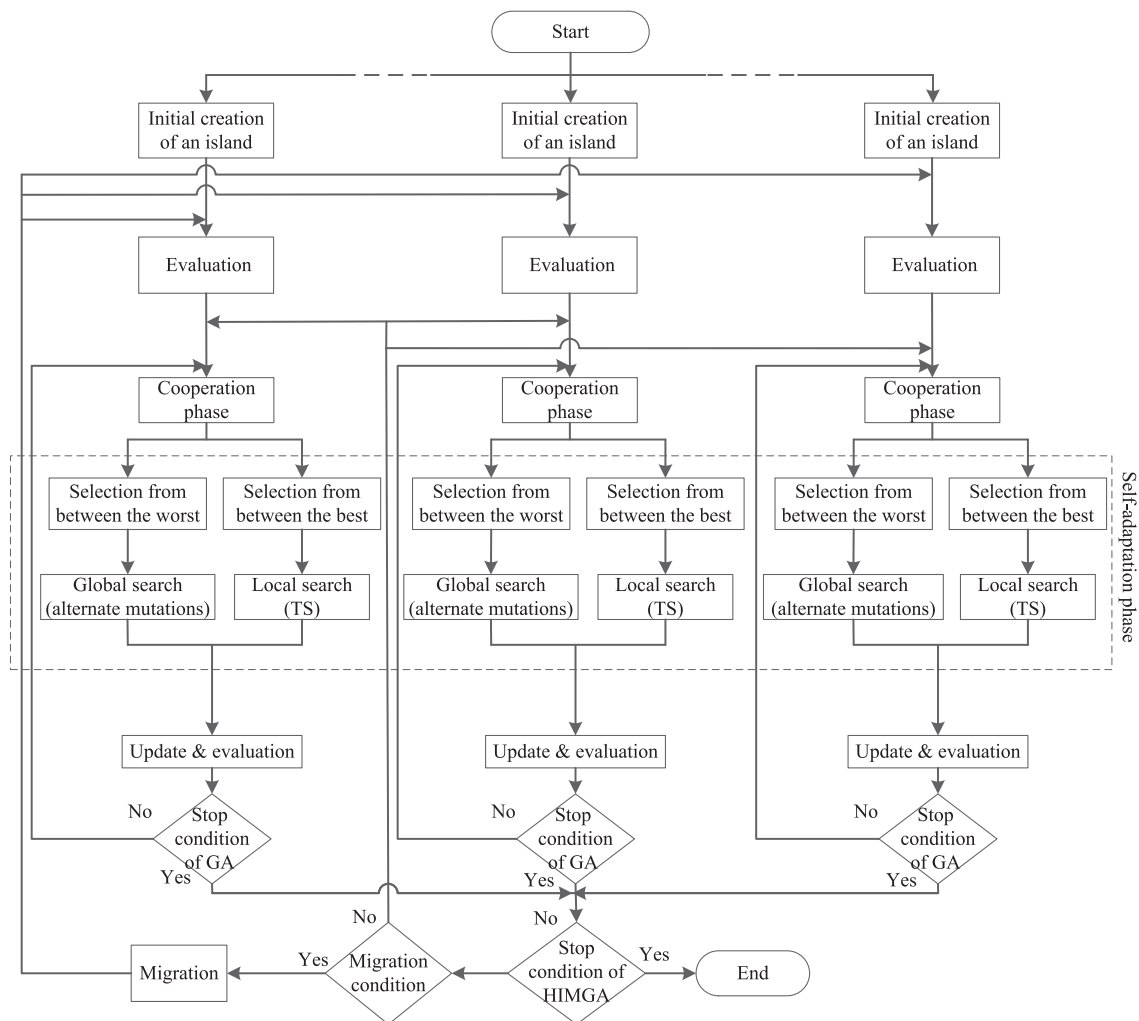 Start
Initial creation
of an island
Initial creation
of an island
Initial creation
of an island
Evaluation
Evaluation
Evaluation
Cooperation
phase
Cooperation
phase
Cooperation
phase
Selection from
between the worst
Selection from
between the best
Selection from
between the worst
Selection from
between the best
Selection from
between the worst
Selection from
between the best
Self-adaptation phase
Global search
(alternate mutations)
Local search
(TS)
Global search
(alternate mutations)
Local search
(TS)
Global search
(alternate mutations)
Local search
(TS)
Update & evaluation
Update & evaluation
Update & evaluation
No
Stop
condition
of GA
Yes
No
Stop
condition
of GA
Yes
No
Stop
condition
of GA
Yes
No
No
Migration
Yes
Migration
condition
Stop
condition of
HIMGA
Yes
End